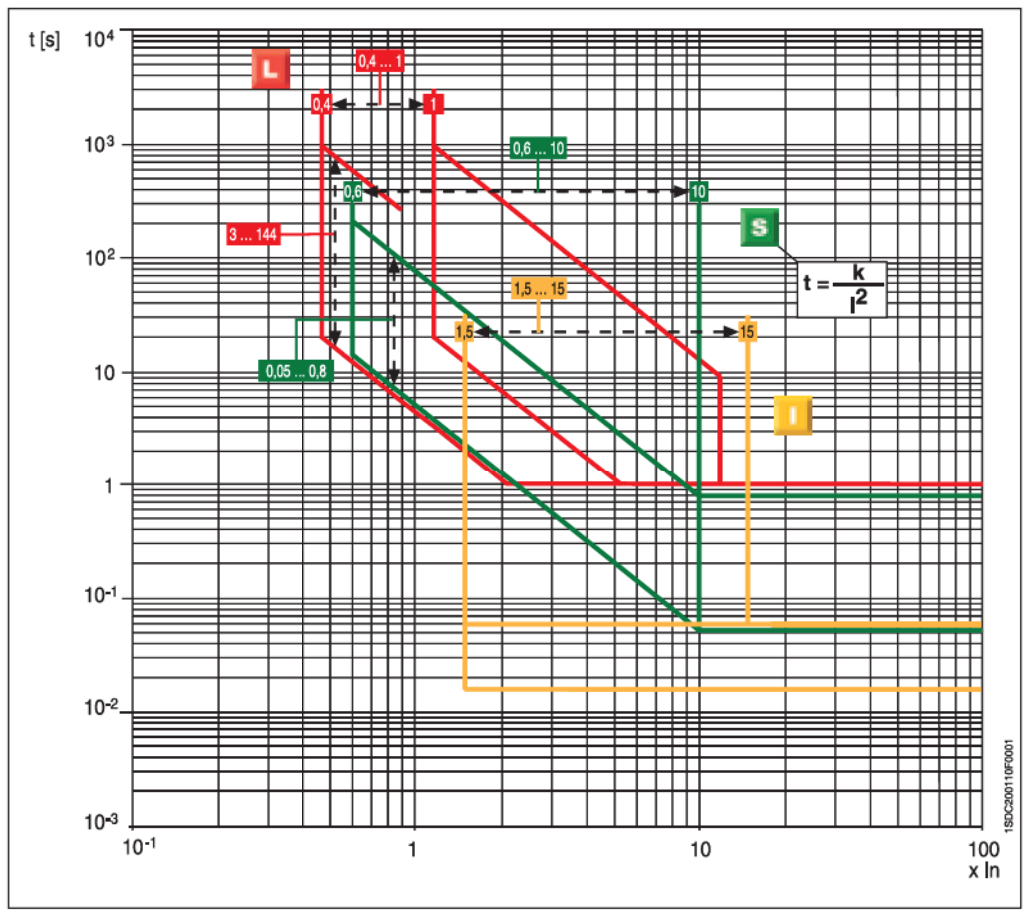 t [s]
10⁴
L
0,4 ... 1
0,4
1
10³
0,6 ... 10
0,6
10
S
3 ... 144
10²
t = k
I²
1,5 ... 15
1,5
15
0,05 ... 0,8
10
I
1
10⁻¹
10⁻²
10⁻³
10⁻¹
1
10
100
x In
1SDC200110F0001